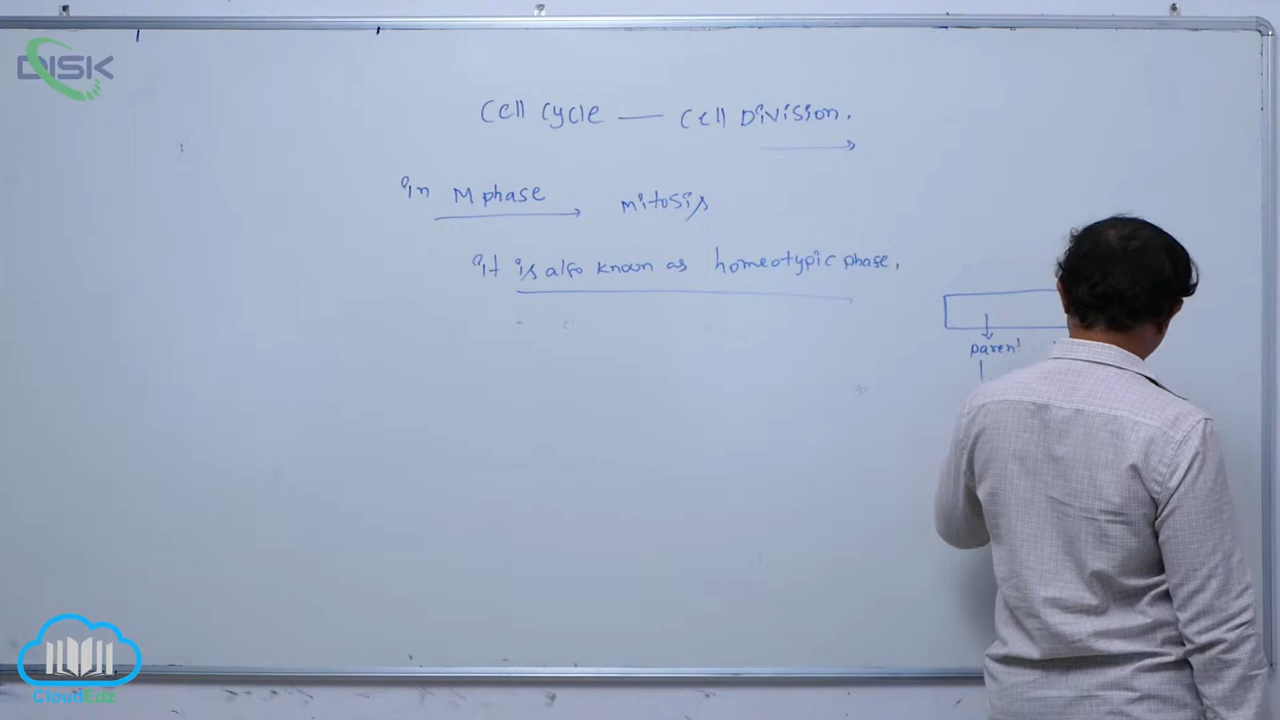 DISK
Cell Cycle — Cell Division.
in M phase → mitosis
it is also known as homeotypic phase.
parent
CloudEdz